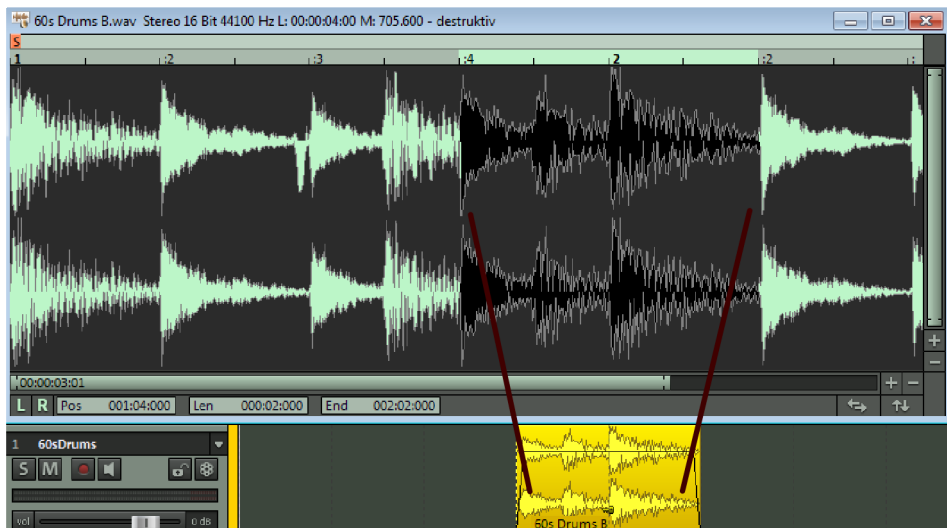 60s Drums B.wav Stereo 16 Bit 44100 Hz L: 00:00:04:00 M: 705.600 - destruktiv
S
1 :2 :3 :4 2 :2
00:00:03:01
L R Pos 001:04:000 Len 000:02:000 End 002:02:000
1 60sDrums
S M
60s Drums B
vol 0 dB